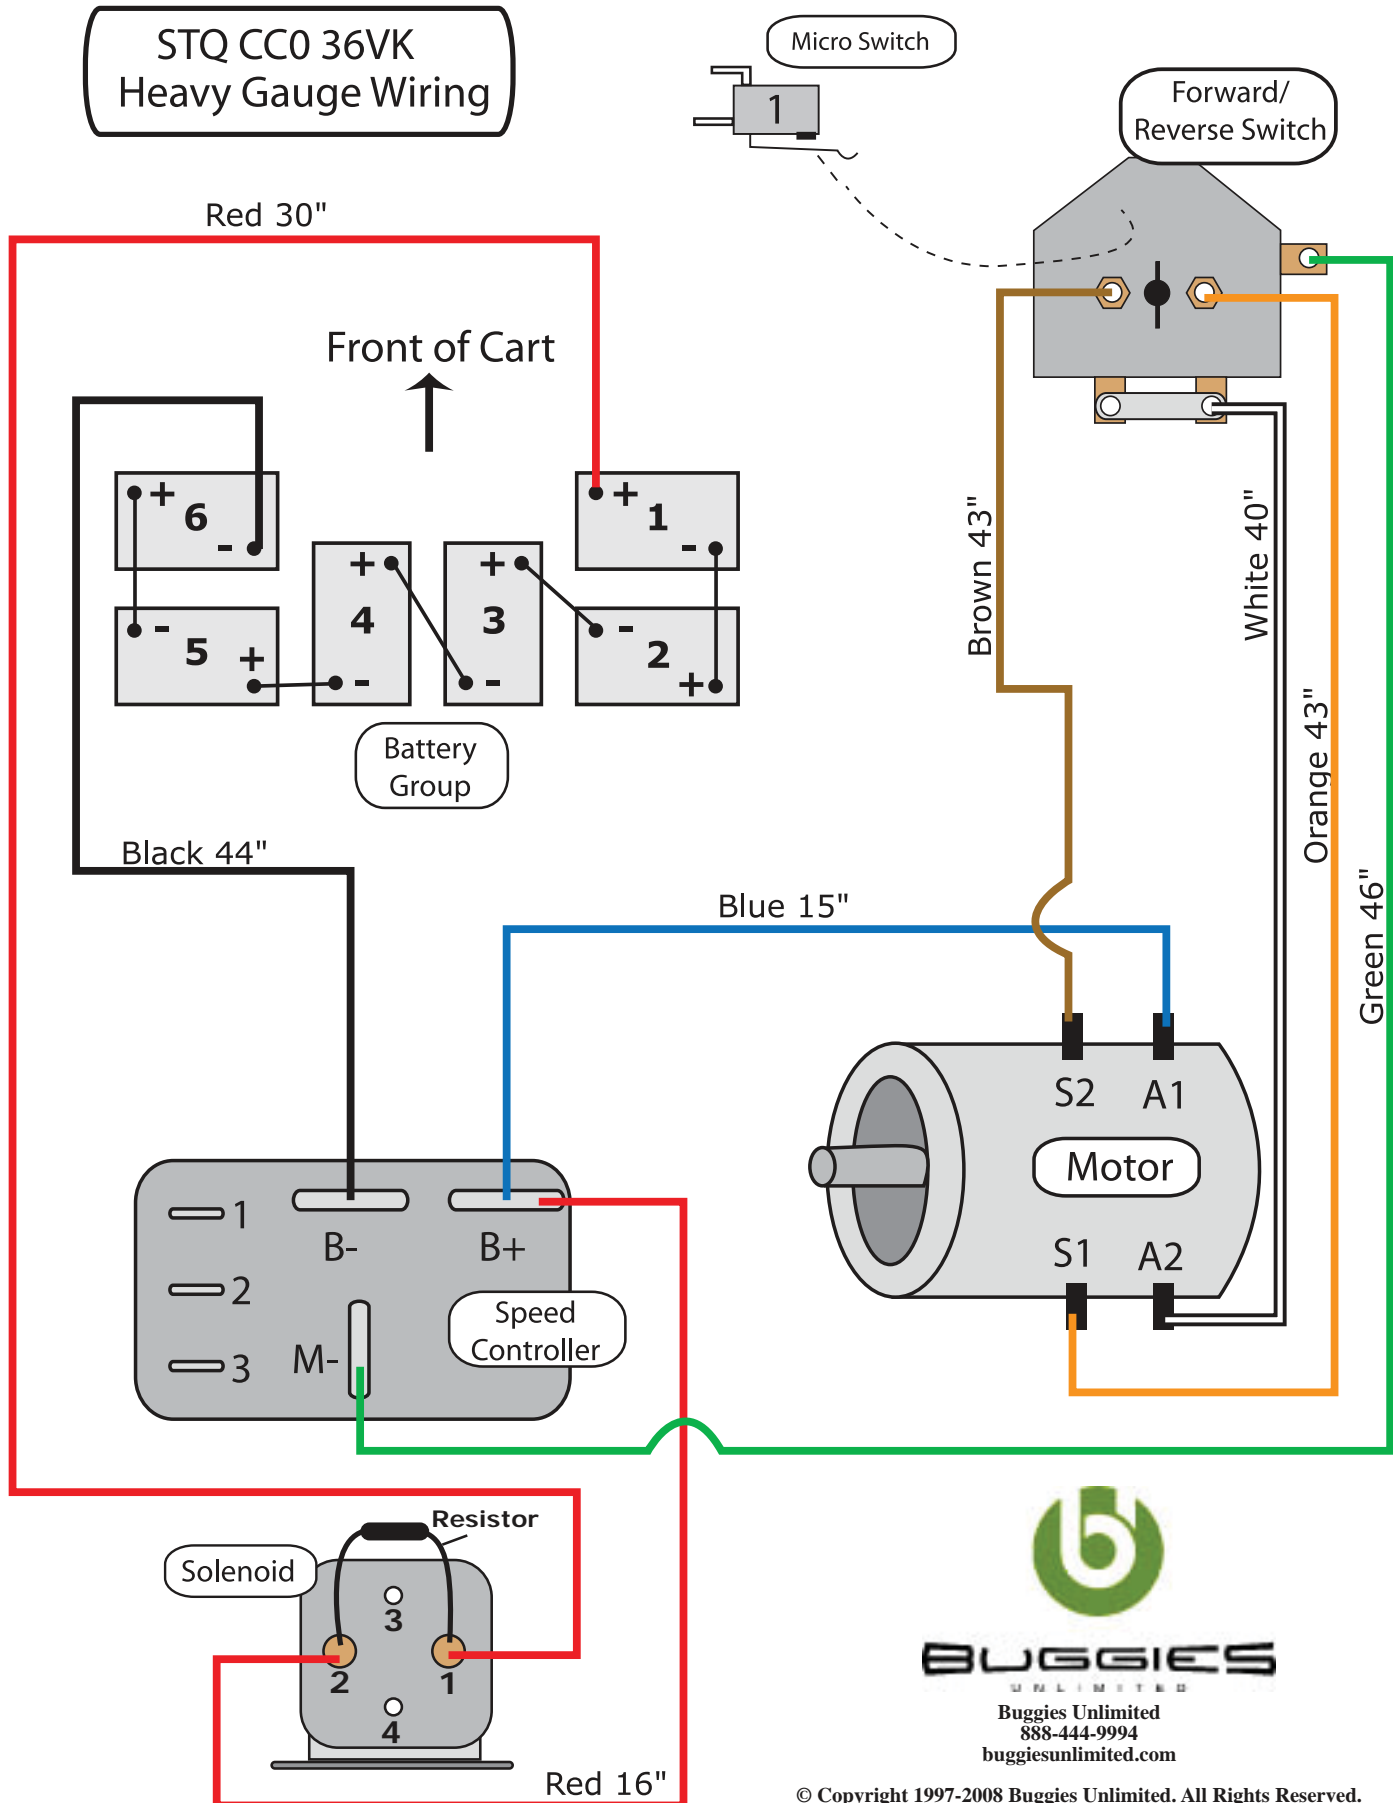 STQ CC0 36VK
Heavy Gauge Wiring
Micro Switch
1
Forward/
Reverse Switch
Red 30"
Front of Cart
+ 6 -
+ 1 -
+ 4 -
+ 3 -
- 5 +
- 2 +
Battery
Group
Brown 43"
White 40"
Orange 43"
Green 46"
Black 44"
Blue 15"
S2 A1
Motor
S1 A2
1
B- B+
2
Speed
Controller
M-
3
Resistor
Solenoid
3
2 1
4
Red 16"
BUGGIES
UNLIMITED
Buggies Unlimited
888-444-9994
buggiesunlimited.com
© Copyright 1997-2008 Buggies Unlimited. All Rights Reserved.